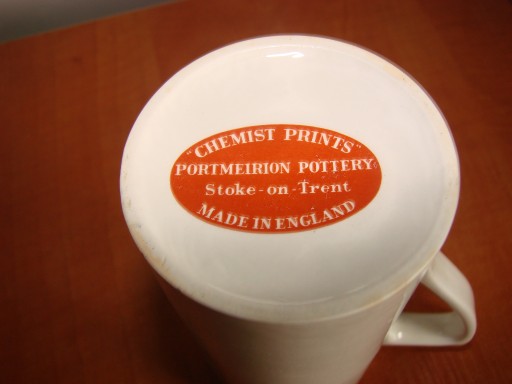 "CHEMIST PRINTS"
PORTMEIRION POTTERY
Stoke-on-Trent
MADE IN ENGLAND